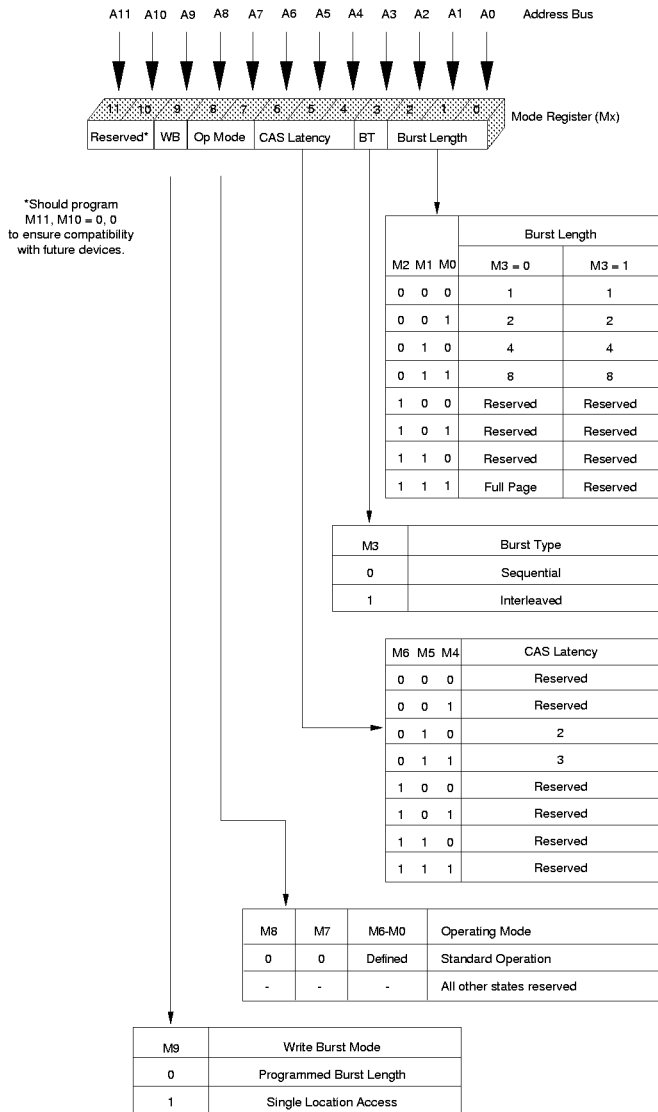 A11 A10 A9 A8 A7 A6 A5 A4 A3 A2 A1 A0 Address Bus
11 10 9 8 7 6 5 4 3 2 1 0
Mode Register (Mx)
Reserved* WB Op Mode CAS Latency BT Burst Length
*Should program
M11, M10 = 0, 0
to ensure compatibility
with future devices.
Burst Length
M2 M1 M0 M3 = 0 M3 = 1
0 0 0 1 1
0 0 1 2 2
0 1 0 4 4
0 1 1 8 8
1 0 0 Reserved Reserved
1 0 1 Reserved Reserved
1 1 0 Reserved Reserved
1 1 1 Full Page Reserved
M3 Burst Type
0 Sequential
1 Interleaved
M6 M5 M4 CAS Latency
0 0 0 Reserved
0 0 1 Reserved
0 1 0 2
0 1 1 3
1 0 0 Reserved
1 0 1 Reserved
1 1 0 Reserved
1 1 1 Reserved
M8 M7 M6-M0 Operating Mode
0 0 Defined Standard Operation
- - - All other states reserved
M9 Write Burst Mode
0 Programmed Burst Length
1 Single Location Access